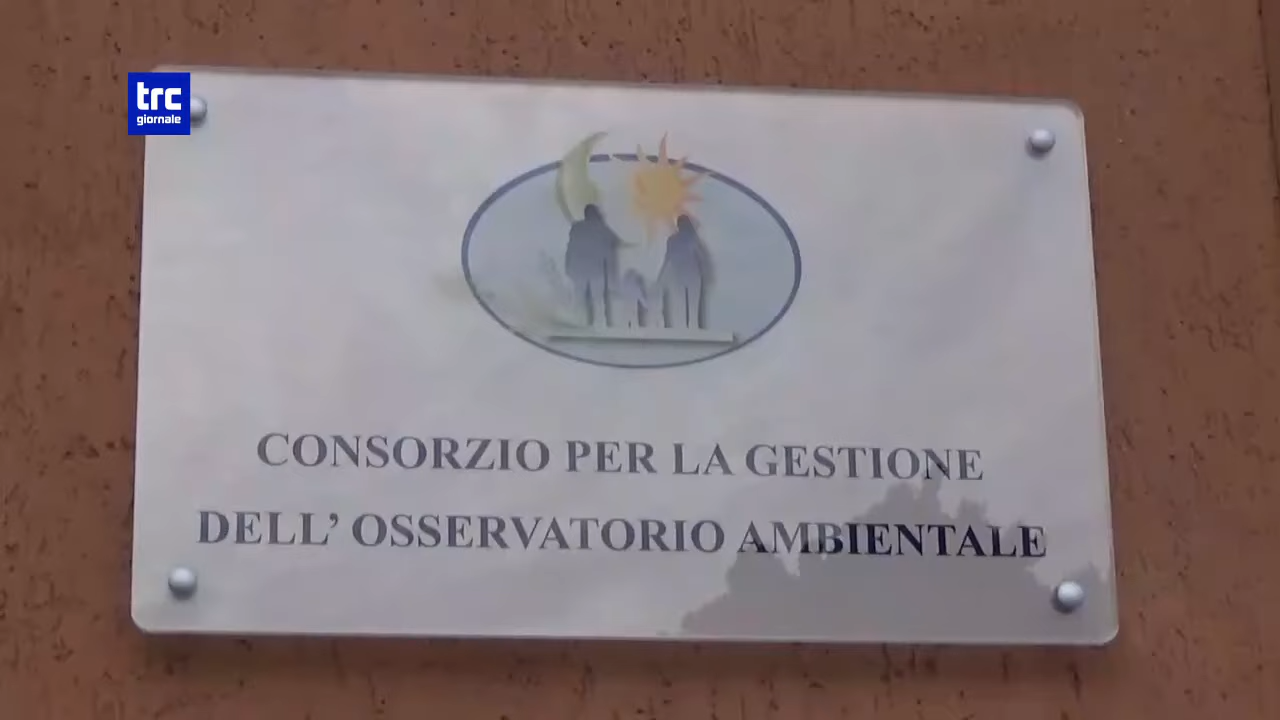 trc
giornale
CONSORZIO PER LA GESTIONE
DELL' OSSERVATORIO AMBIENTALE